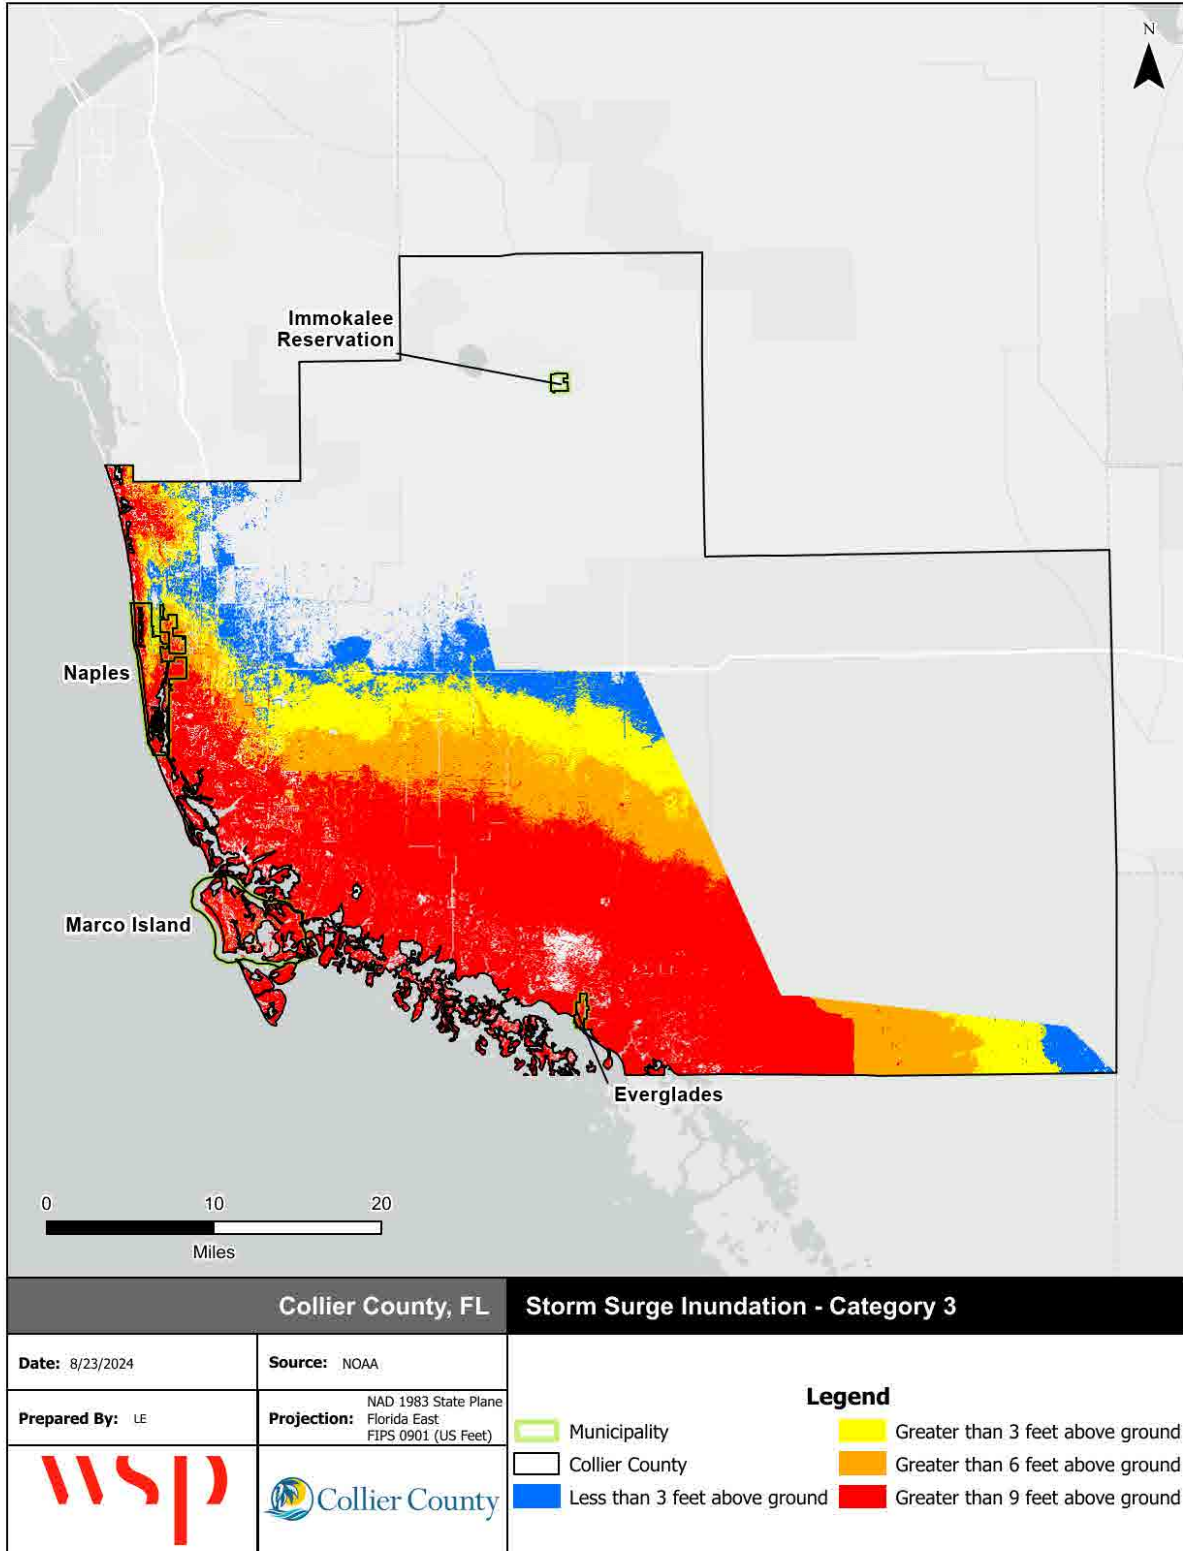 N
Immokalee
Reservation
Naples
Marco Island
Everglades
0 10 20
Miles
Collier County, FL
Storm Surge Inundation - Category 3
Date: 8/23/2024
Source: NOAA
Prepared By: LE
Projection: NAD 1983 State Plane
Florida East
FIPS 0901 (US Feet)
wsp
Collier County
Legend
Municipality
Collier County
Less than 3 feet above ground
Greater than 3 feet above ground
Greater than 6 feet above ground
Greater than 9 feet above ground